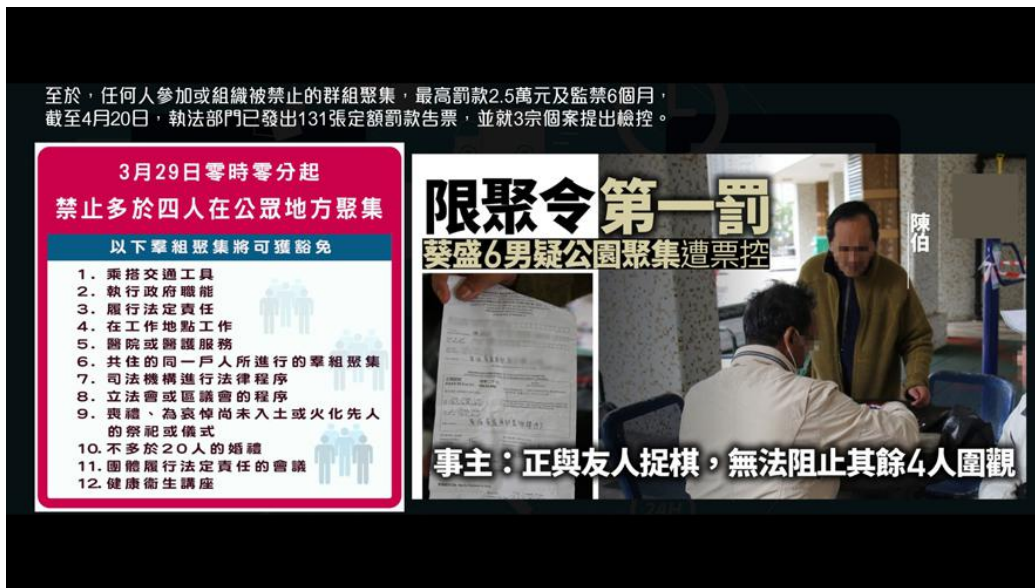 至於，任何人參加或組織被禁止的群組聚集，最高罰款2.5萬元及監禁6個月，
截至4月20日，執法部門已發出131張定額罰款告票，並就3宗個案提出檢控。
3月29日零時零分起
禁止多於四人在公眾地方聚集
以下羣組聚集將可獲豁免
1. 乘搭交通工具
2. 執行政府職能
3. 履行法定責任
4. 在工作地點工作
5. 醫院或醫護服務
6. 共住的同一戶人所進行的羣組聚集
7. 司法機構進行法律程序
8. 立法會或區議會的程序
9. 喪禮、為哀悼尚未入土或火化先人
的祭祀或儀式
10. 不多於20人的婚禮
11. 團體履行法定責任的會議
12. 健康衞生講座
限聚令第一罰
葵盛6男疑公園聚集遭票控
陳伯
事主：正與友人捉棋，無法阻止其餘4人圍觀
24H